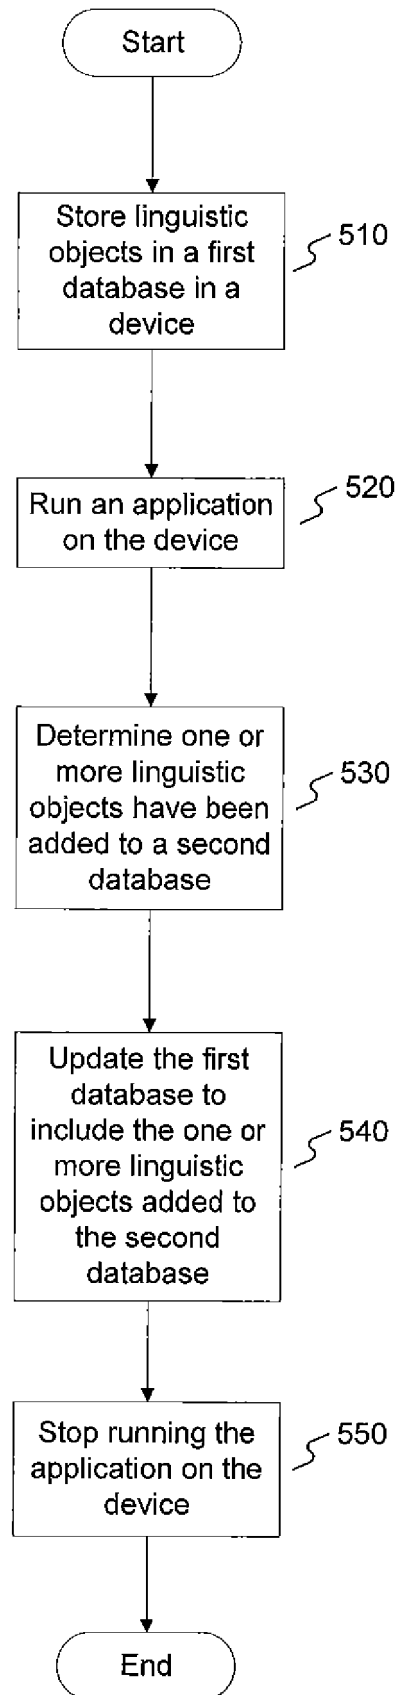 Start
Store linguistic
objects in a first
database in a
device
510
Run an application
on the device
520
Determine one or
more linguistic
objects have been
added to a second
database
530
Update the first
database to
include the one or
more linguistic
objects added to
the second
database
540
Stop running the
application on the
device
550
End